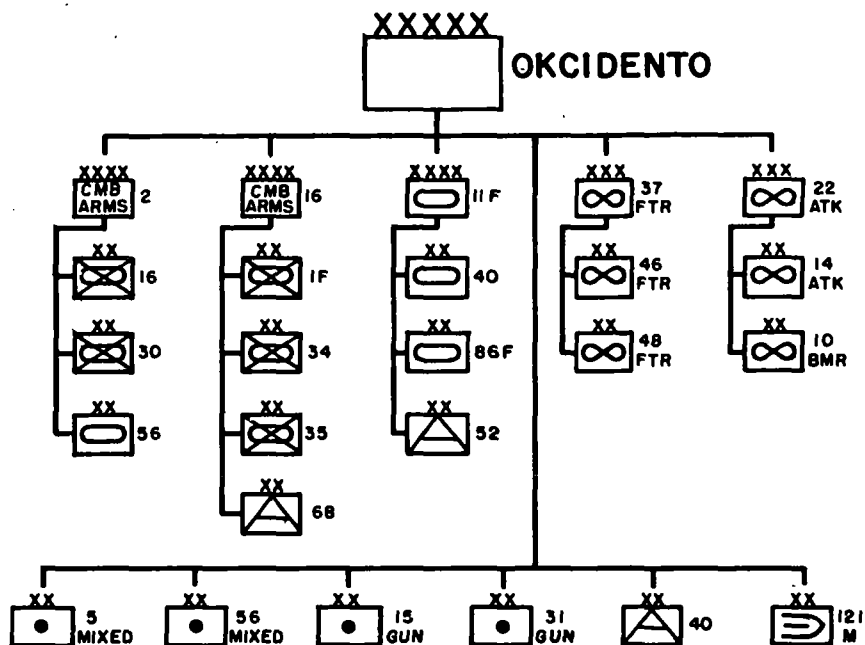 XXXXX
OKCIDENTO
XXXX
CMB
ARMS
2
XXXX
CMB
ARMS
16
XXXX
11F
XXX
37
FTR
XXX
22
ATK
XX
16
XX
1F
XX
40
XX
46
FTR
XX
14
ATK
XX
30
XX
34
XX
86F
XX
48
FTR
XX
10
BMR
XX
56
XX
35
XX
52
XX
68
XX
5
MIXED
XX
56
MIXED
XX
15
GUN
XX
31
GUN
XX
40
XX
121
M